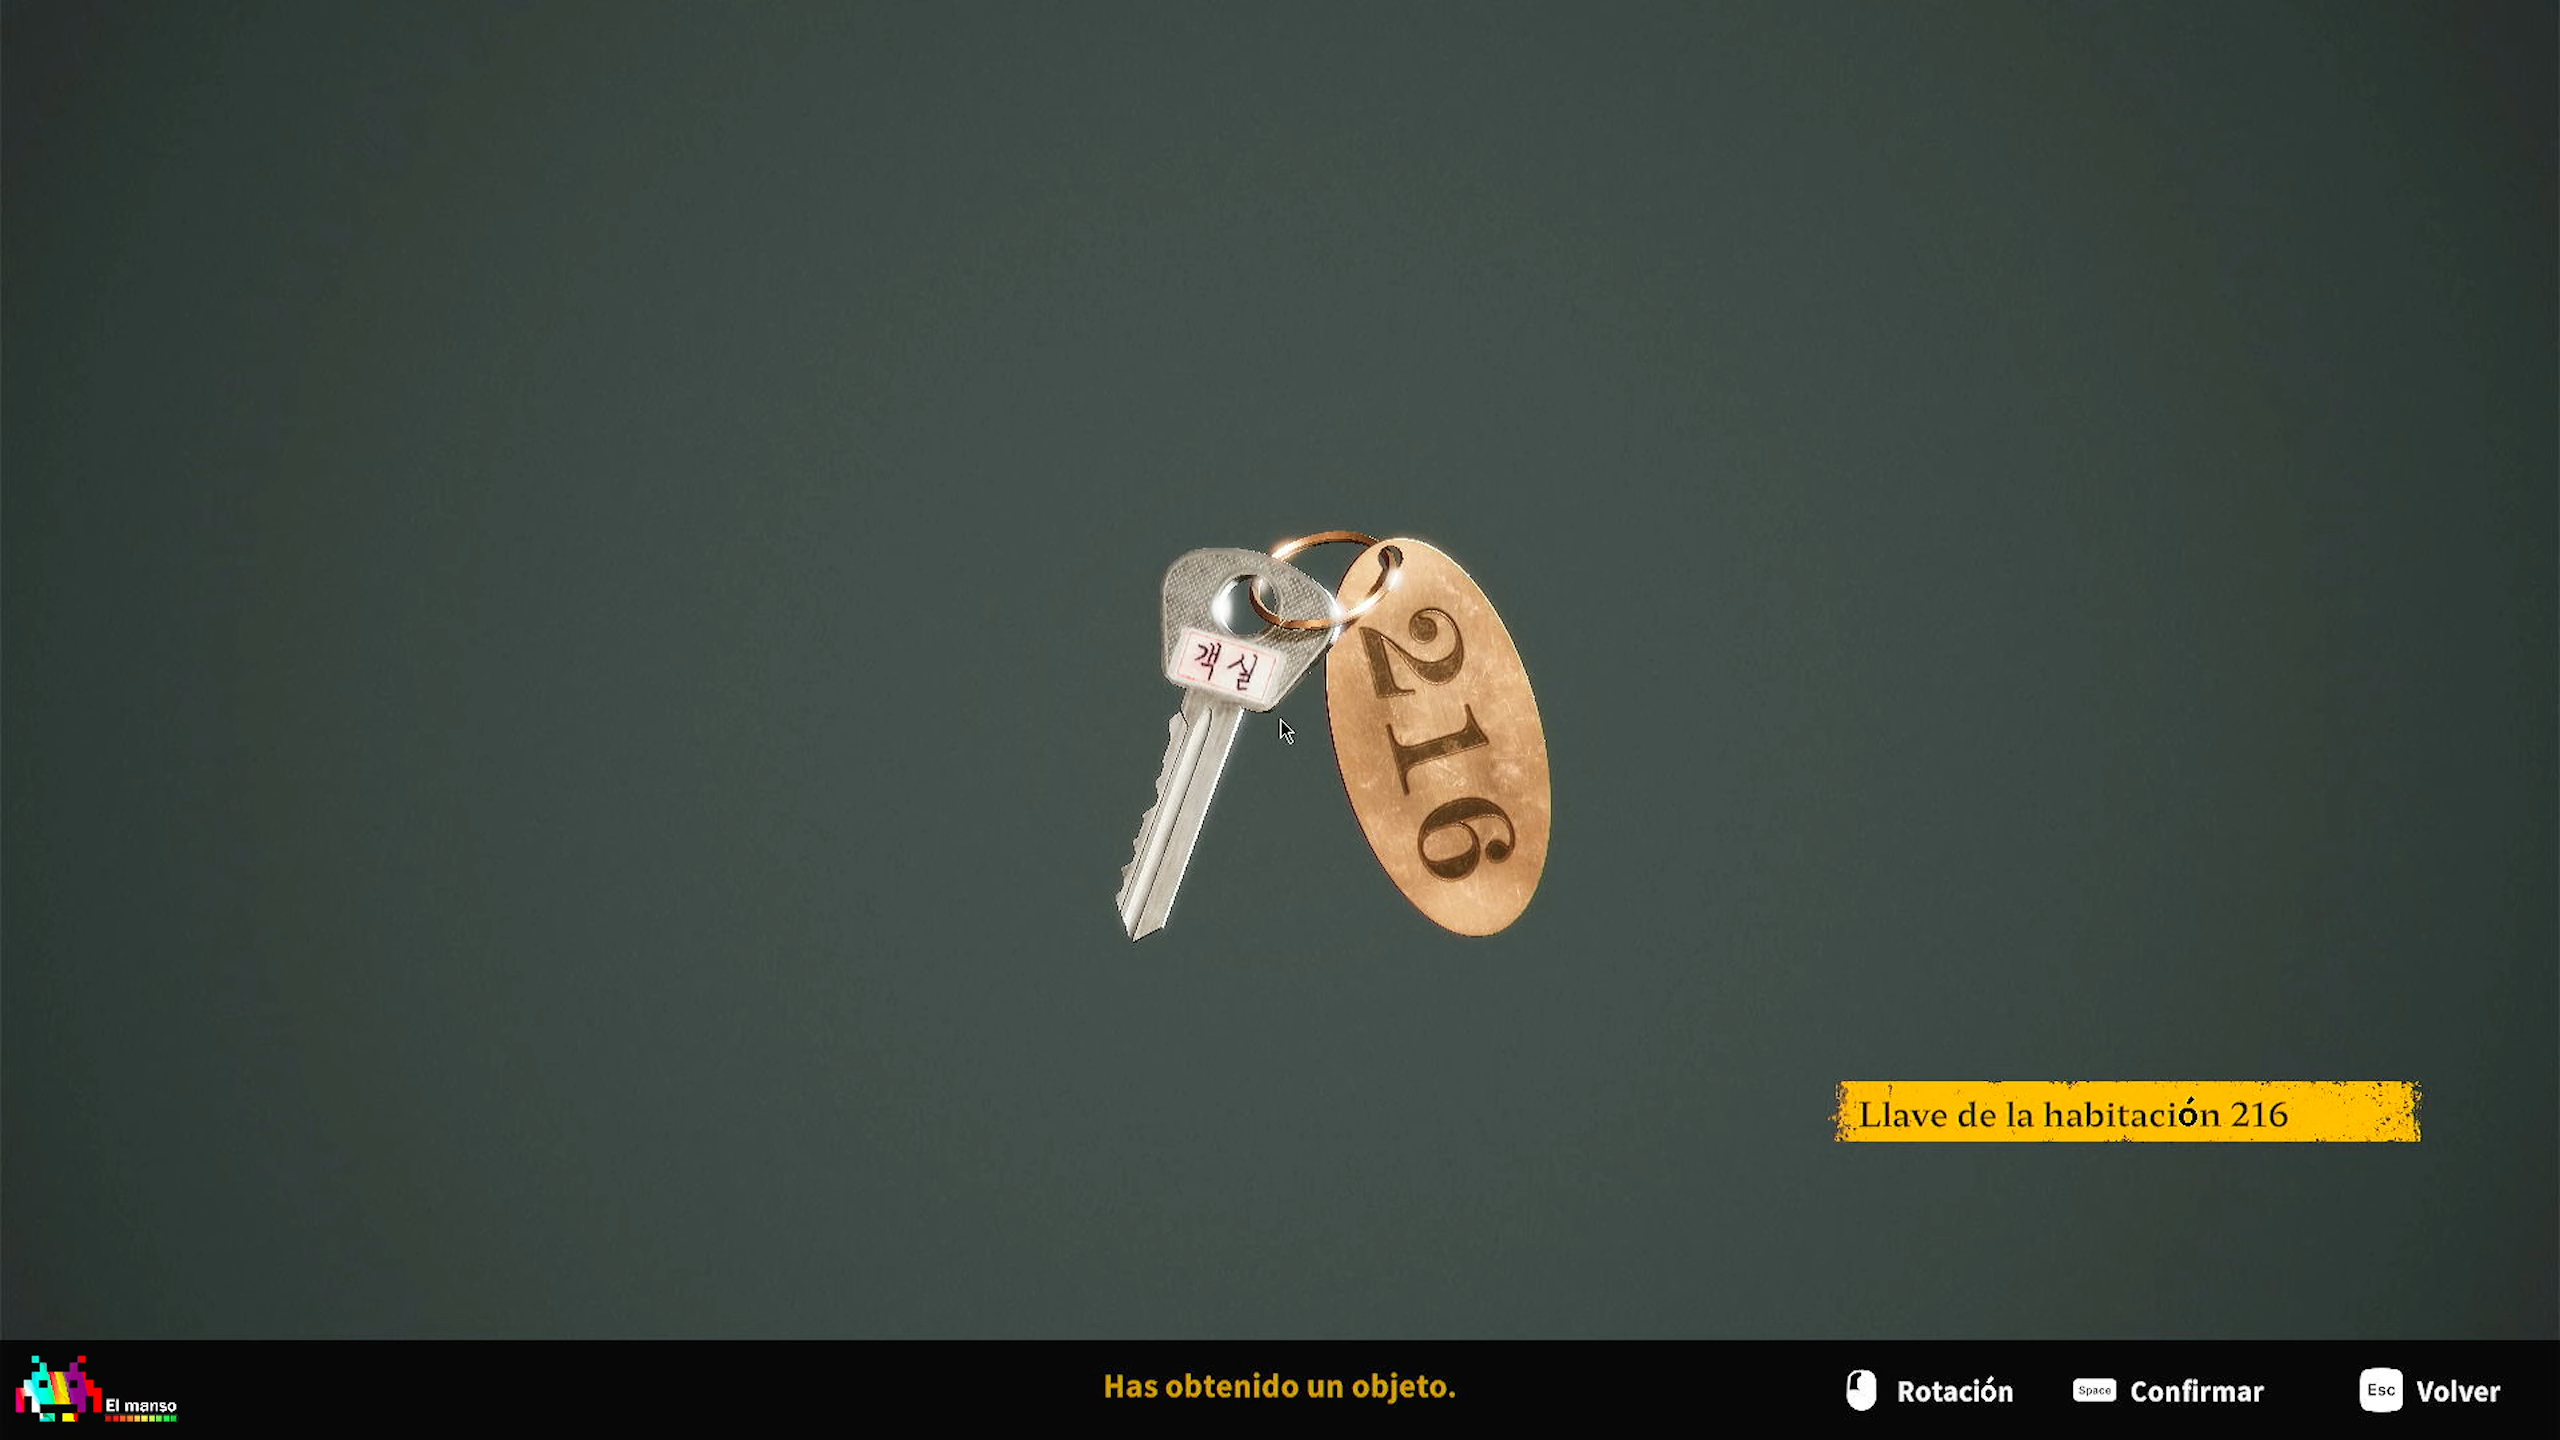 객실
216
Llave de la habitación 216
El manso
Has obtenido un objeto.
Rotación
Space Confirmar
Esc Volver